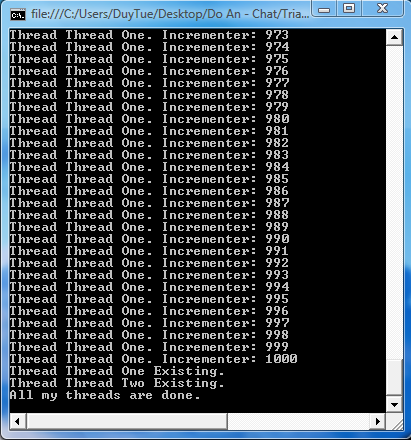 file:///C:/Users/DuyTue/Desktop/Do An - Chat/Tria...
Thread Thread One. Incrementer: 973
Thread Thread One. Incrementer: 974
Thread Thread One. Incrementer: 975
Thread Thread One. Incrementer: 976
Thread Thread One. Incrementer: 977
Thread Thread One. Incrementer: 978
Thread Thread One. Incrementer: 979
Thread Thread One. Incrementer: 980
Thread Thread One. Incrementer: 981
Thread Thread One. Incrementer: 982
Thread Thread One. Incrementer: 983
Thread Thread One. Incrementer: 984
Thread Thread One. Incrementer: 985
Thread Thread One. Incrementer: 986
Thread Thread One. Incrementer: 987
Thread Thread One. Incrementer: 988
Thread Thread One. Incrementer: 989
Thread Thread One. Incrementer: 990
Thread Thread One. Incrementer: 991
Thread Thread One. Incrementer: 992
Thread Thread One. Incrementer: 993
Thread Thread One. Incrementer: 994
Thread Thread One. Incrementer: 995
Thread Thread One. Incrementer: 996
Thread Thread One. Incrementer: 997
Thread Thread One. Incrementer: 998
Thread Thread One. Incrementer: 999
Thread Thread One. Incrementer: 1000
Thread Thread One Existing.
Thread Thread Two Existing.
All my threads are done.